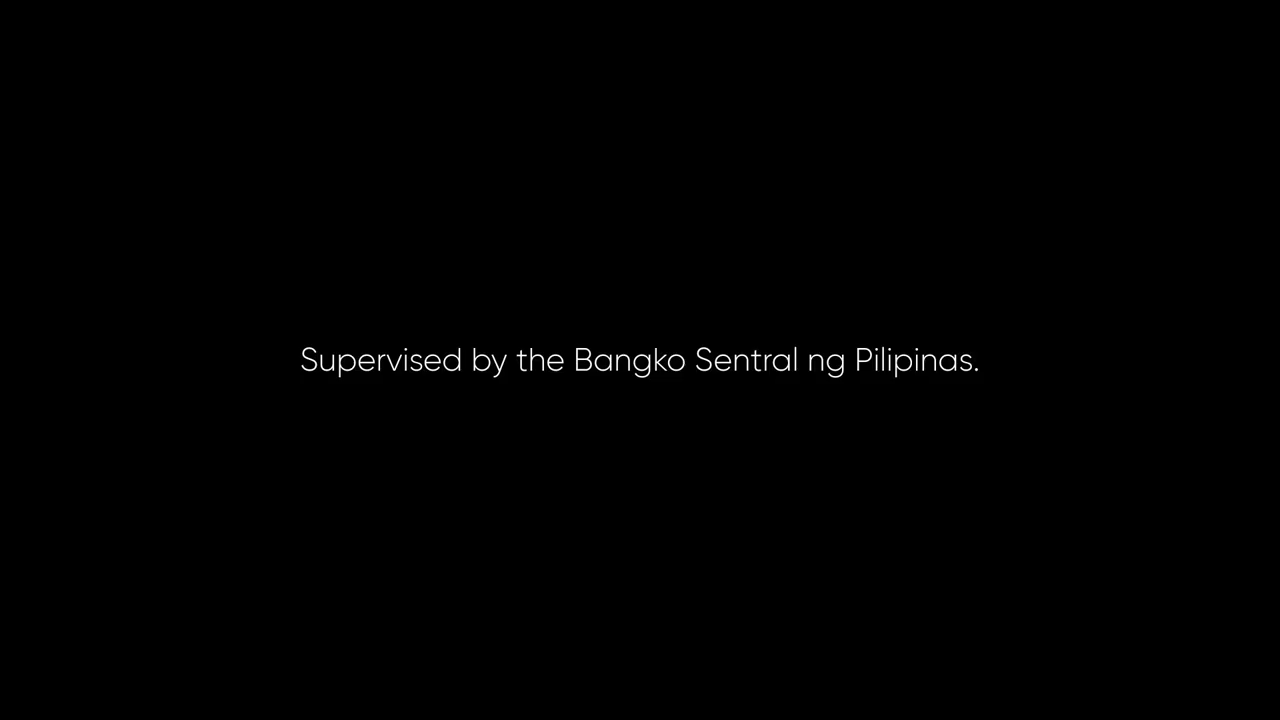 Supervised by the Bangko Sentral ng Pilipinas.